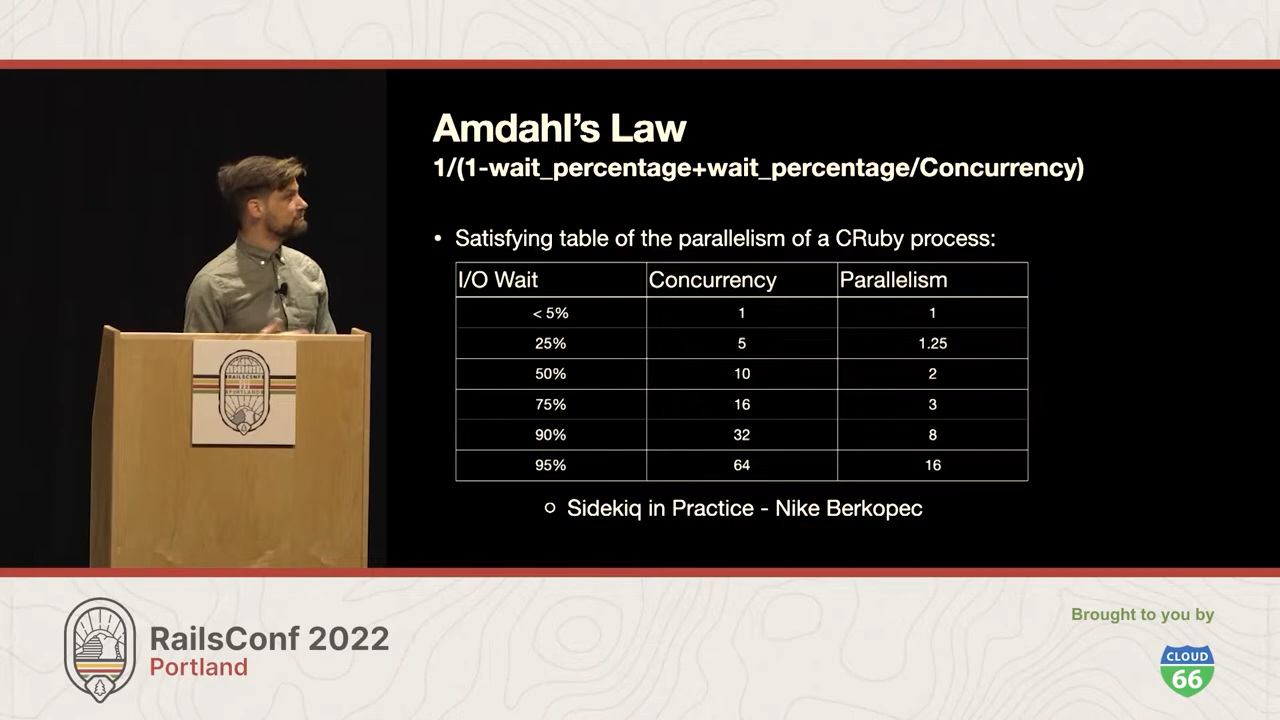 Amdahl's Law
1/(1-wait_percentage+wait_percentage/Concurrency)
• Satisfying table of the parallelism of a CRuby process:
I/O Wait Concurrency Parallelism
< 5% 1 1
25% 5 1.25
50% 10 2
75% 16 3
90% 32 8
95% 64 16
○ Sidekiq in Practice - Nike Berkopec
RAILSCONF
PORTLAND
RailsConf 2022
Portland
Brought to you by
CLOUD
66